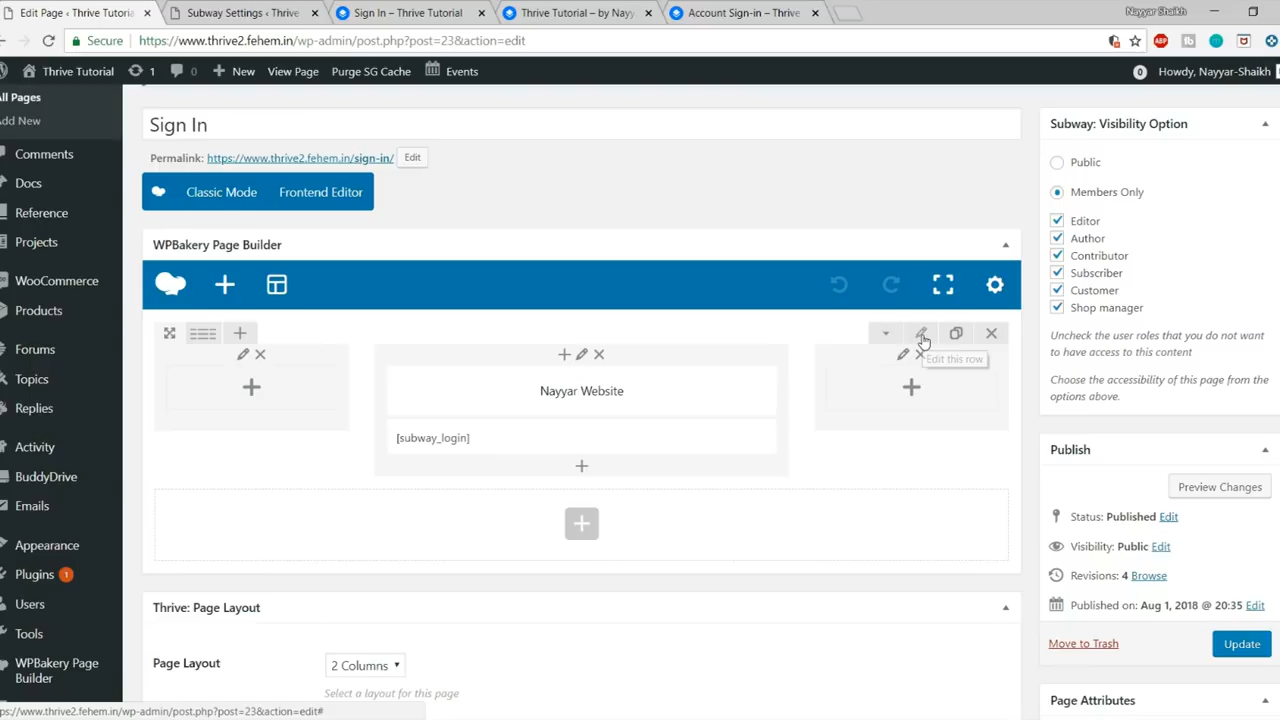 Edit Page ‹ Thrive Tutoria
Subway Settings ‹ Thrive
Sign In – Thrive Tutorial
Thrive Tutorial – by Nayy
Account Sign-in – Thrive
Nayyar Shaikh
Secure
https://www.thrive2.fehem.in/wp-admin/post.php?post=23&action=edit
ABP
Thrive Tutorial
1
0
New
View Page
Purge SG Cache
Events
0
Howdy, Nayyar-Shaikh
All Pages
Add New
Comments
Docs
Reference
Projects
WooCommerce
Products
Forums
Topics
Replies
Activity
BuddyDrive
Emails
Appearance
Plugins 1
Users
Tools
WPBakery Page
Builder
Sign In
Permalink: https://www.thrive2.fehem.in/sign-in/ Edit
Classic Mode Frontend Editor
WPBakery Page Builder
Edit this row
Nayyar Website
[subway_login]
Thrive: Page Layout
Page Layout
2 Columns
Select a layout for this page
Subway: Visibility Option
Public
Members Only
Editor
Author
Contributor
Subscriber
Customer
Shop manager
Uncheck the user roles that you do not want
to have access to this content
Choose the accessibility of this page from the
options above.
Publish
Preview Changes
Status: Published Edit
Visibility: Public Edit
Revisions: 4 Browse
Published on: Aug 1, 2018 @ 20:35 Edit
Move to Trash
Update
Page Attributes
ps://www.thrive2.fehem.in/wp-admin/post.php?post=23&action=edit#